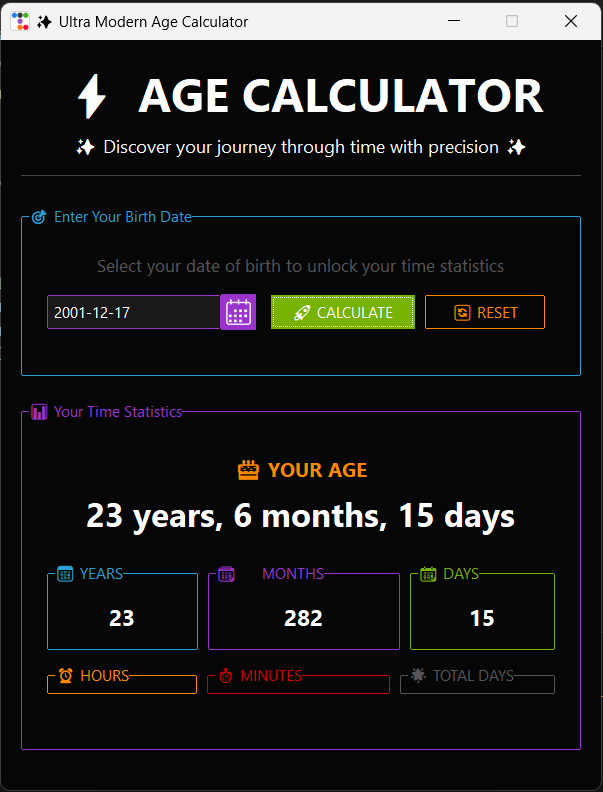 Ultra Modern Age Calculator
AGE CALCULATOR
Discover your journey through time with precision
Enter Your Birth Date
Select your date of birth to unlock your time statistics
2001-12-17 CALCULATE RESET
Your Time Statistics
YOUR AGE
23 years, 6 months, 15 days
YEARS MONTHS DAYS
23 282 15
HOURS MINUTES TOTAL DAYS